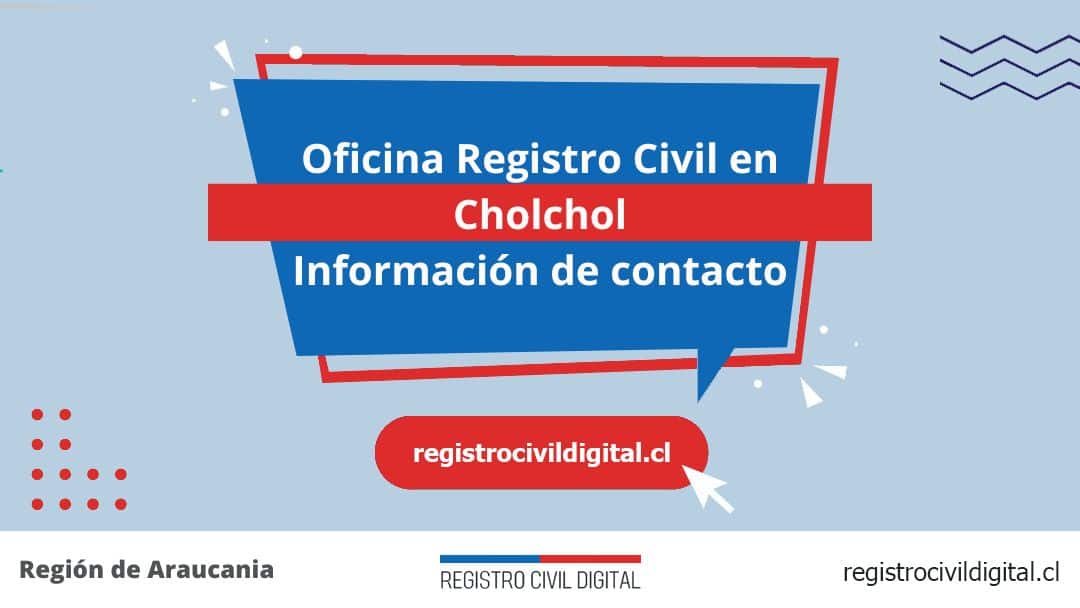 Oficina Registro Civil en
Cholchol
Información de contacto
registrocivildigital.cl
Región de Araucania
REGISTRO CIVIL DIGITAL
registrocivildigital.cl